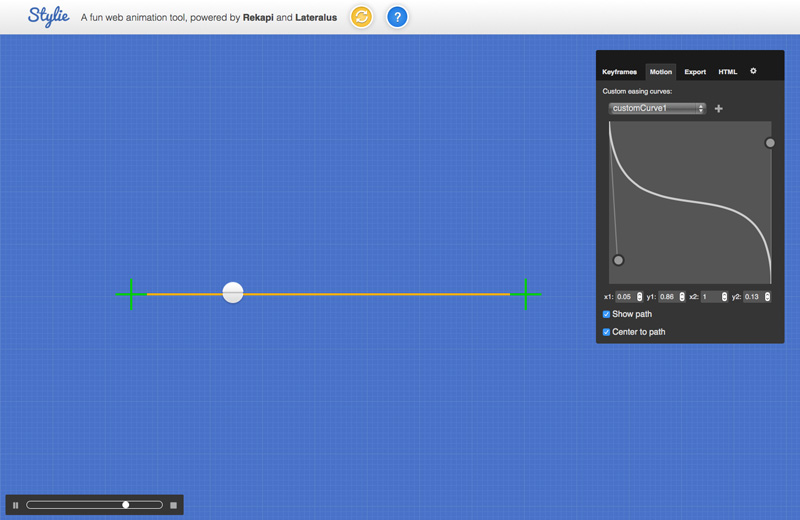 Stylie
A fun web animation tool, powered by Rekapi and Lateralus
?
Keyframes Motion Export HTML
Custom easing curves:
customCurve1
x1: 0.05 y1: 0.86 x2: 1 y2: 0.13
Show path
Center to path